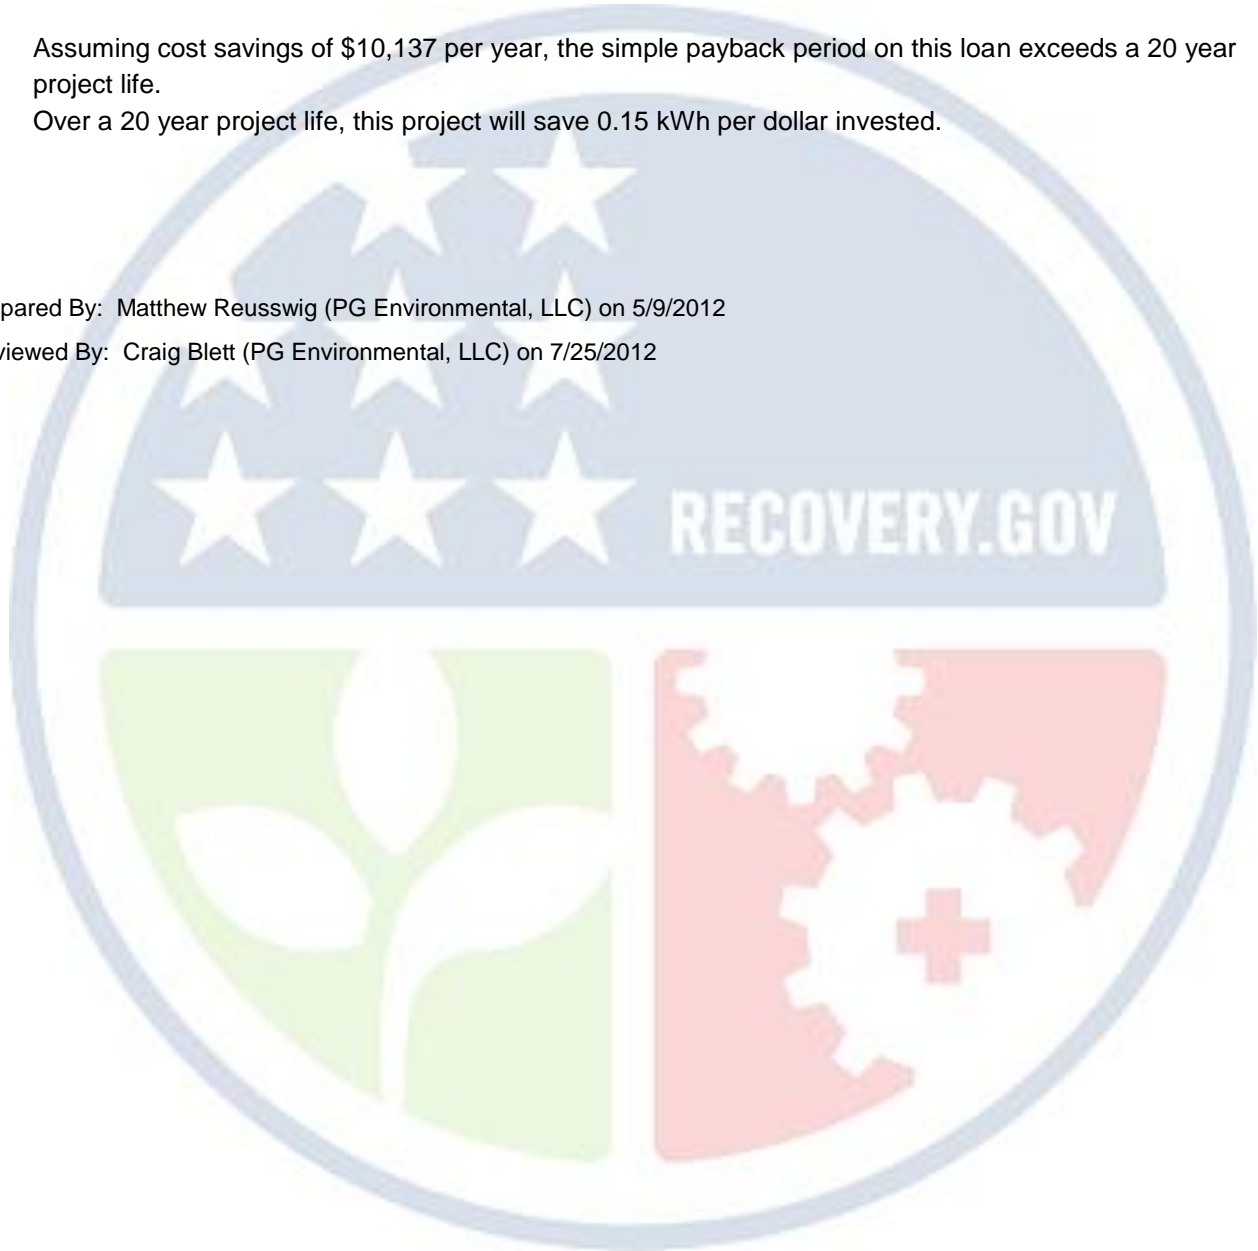 Assuming cost savings of $10,137 per year, the simple payback period on this loan exceeds a 20 year
project life.
Over a 20 year project life, this project will save 0.15 kWh per dollar invested.
pared By: Matthew Reusswig (PG Environmental, LLC) on 5/9/2012
viewed By: Craig Blett (PG Environmental, LLC) on 7/25/2012
RECOVERY.GOV